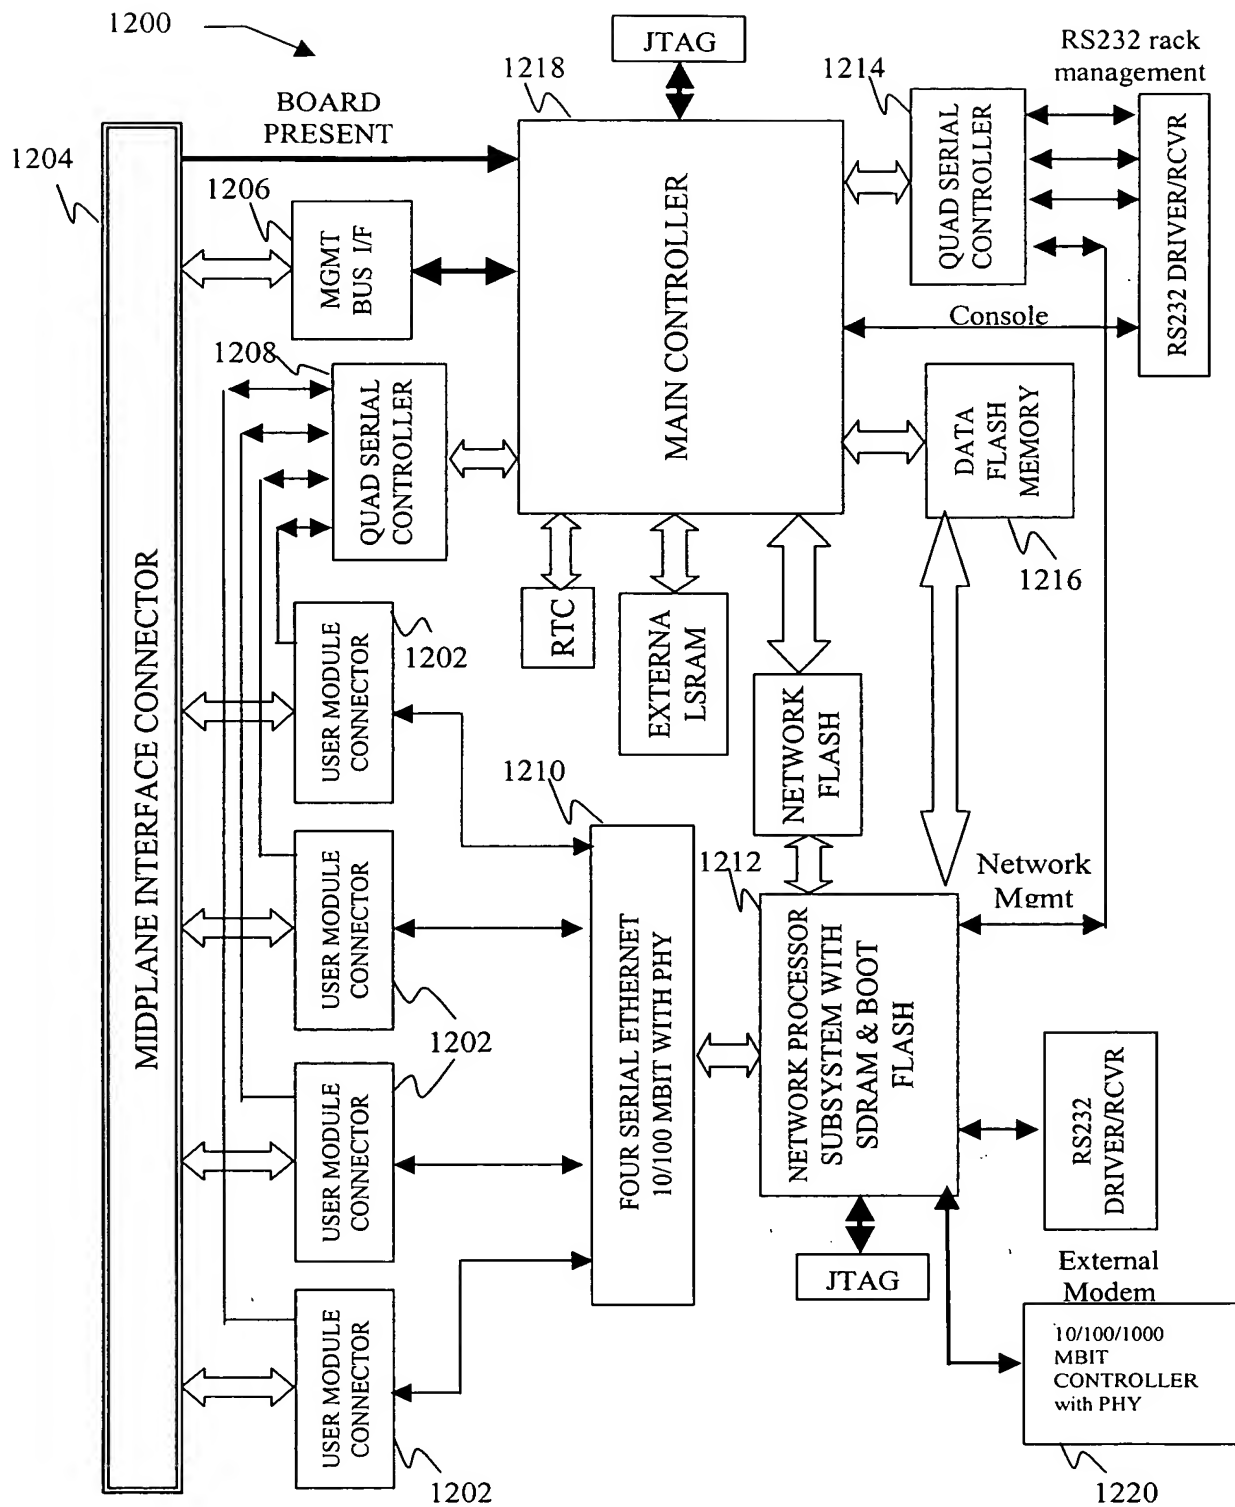 1200
JTAG
RS232 rack
management
1218
1214
BOARD
PRESENT
1204
1206
MGMT
BUS I/F
MAIN CONTROLLER
QUAD SERIAL
CONTROLLER
RS232 DRIVER/RCVR
Console
1208
QUAD SERIAL
CONTROLLER
DATA
FLASH
MEMORY
1216
MIDPLANE INTERFACE CONNECTOR
RTC
EXTERNA
LSRAM
NETWORK
FLASH
USER MODULE
CONNECTOR
1202
1210
1212
Network
Mgmt
USER MODULE
CONNECTOR
1202
FOUR SERIAL ETHERNET
10/100 MBIT WITH PHY
NETWORK PROCESSOR
SUBSYSTEM WITH
SDRAM & BOOT
FLASH
USER MODULE
CONNECTOR
RS232
DRIVER/RCVR
JTAG
External
Modem
USER MODULE
CONNECTOR
1202
10/100/1000
MBIT
CONTROLLER
with PHY
1220